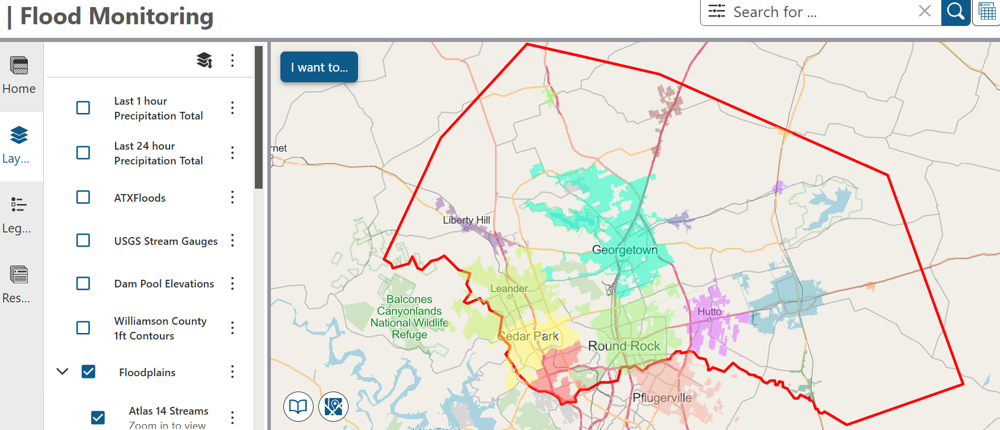 | Flood Monitoring
Search for ...
Home
Lay...
Leg...
Res...
Last 1 hour
Precipitation Total
Last 24 hour
Precipitation Total
ATXFloods
USGS Stream Gauges
Dam Pool Elevations
Williamson County
1ft Contours
Floodplains
Atlas 14 Streams
Zoom in to view
I want to...
rnet
Liberty Hill
Georgetown
Leander
Balcones
Canyonlands
National Wildlife
Refuge
Hutto
Cedar Park
Round Rock
Pflugerville
Lake Travis